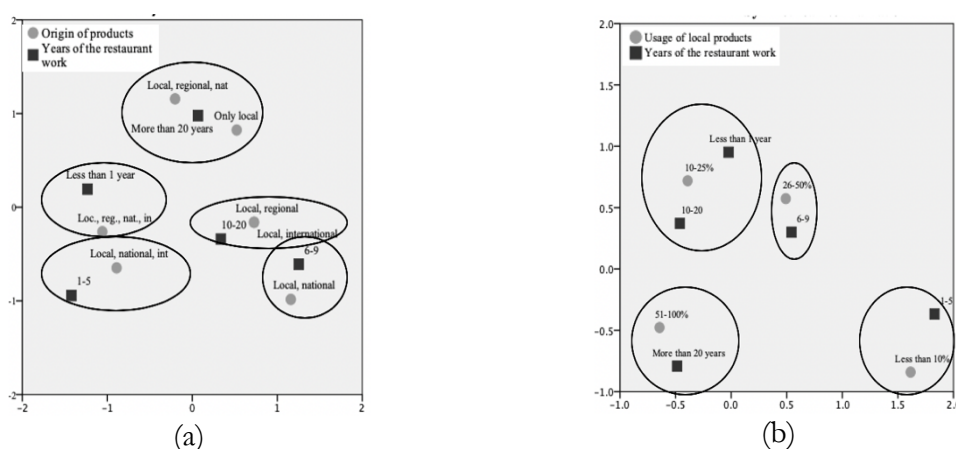 Origin of products
Years of the restaurant
work
Local, regional, nat
Only local
More than 20 years
Less than 1 year
Loc., reg., nat., in
Local, national, int
1-5
Local, regional
10-20
Local, international
6-9
Local, national
2
1
0
-1
-2
-2
-1
0
1
2
(a)
Usage of local products
Years of the restaurant work
Less than 1 year
10-25%
10-20
26-50%
6-9
51-100%
More than 20 years
1-5
Less than 10%
2.0
1.5
1.0
0.5
0.0
-0.5
-1.0
-1.0
-0.5
0.0
0.5
1.0
1.5
2.0
(b)